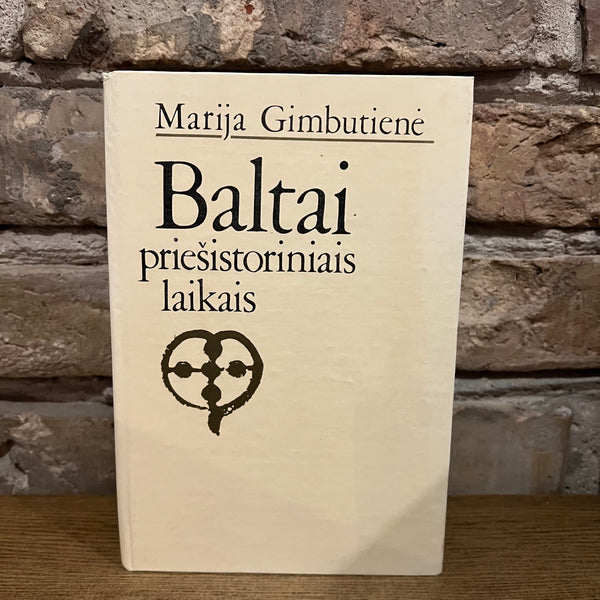 Marija Gimbutienė
Baltai
priešistoriniais
laikais